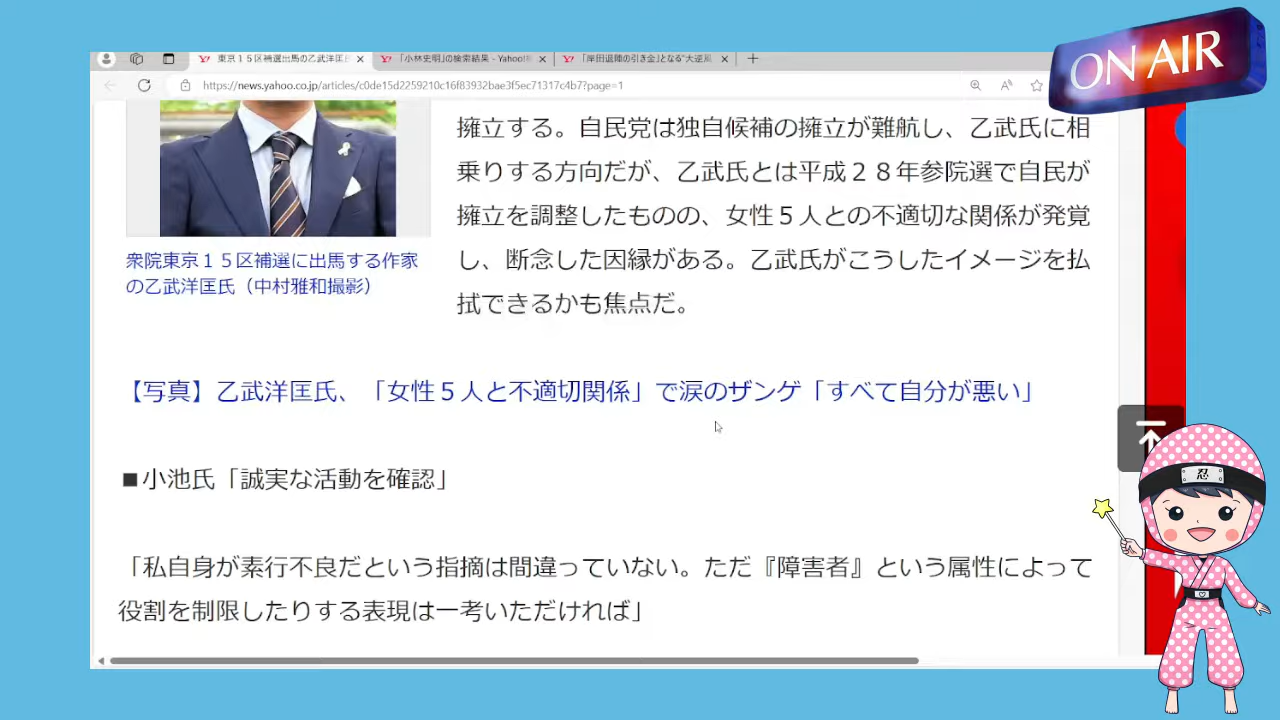 東京１５区補選出馬の乙武洋匡氏
「小林史明」の検索結果 - Yahoo!
「岸田退陣の引き金」となる“大逆風
ON AIR
https://news.yahoo.co.jp/articles/c0de15d2259210c16f83932bae3f5ec71317c4b7?page=1
擁立する。自民党は独自候補の擁立が難航し、乙武氏に相
乗りする方向だが、乙武氏とは平成２８年参院選で自民が
擁立を調整したものの、女性５人との不適切な関係が発覚
し、断念した因縁がある。乙武氏がこうしたイメージを払
拭できるかも焦点だ。
衆院東京１５区補選に出馬する作家
の乙武洋匡氏（中村雅和撮影）
【写真】乙武洋匡氏、「女性５人と不適切関係」で涙のザンゲ「すべて自分が悪い」
■小池氏「誠実な活動を確認」
忍
「私自身が素行不良だという指摘は間違っていない。ただ『障害者』という属性によって
役割を制限したりする表現は一考いただければ」